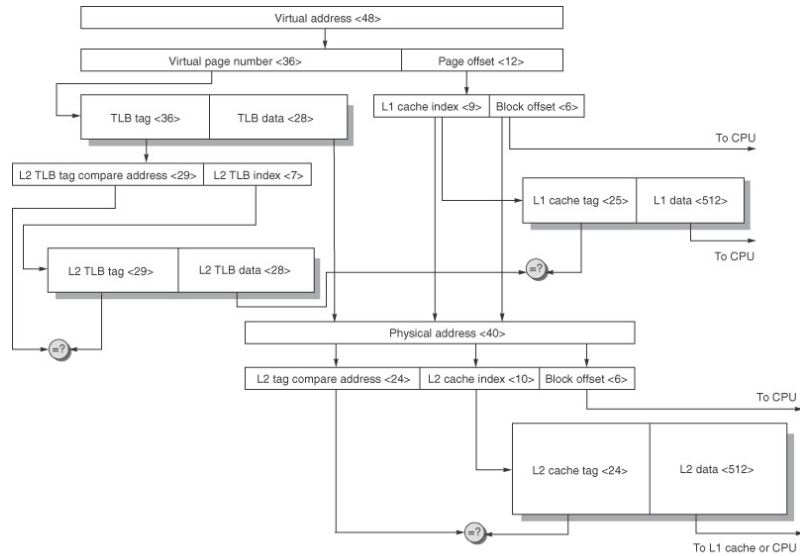 Virtual address <48>
Virtual page number <36>
Page offset <12>
TLB tag <36>
TLB data <28>
L1 cache index <9>
Block offset <6>
To CPU
L2 TLB tag compare address <29>
L2 TLB index <7>
L1 cache tag <25>
L1 data <512>
To CPU
L2 TLB tag <29>
L2 TLB data <28>
=?
Physical address <40>
=?
L2 tag compare address <24>
L2 cache index <10>
Block offset <6>
To CPU
L2 cache tag <24>
L2 data <512>
=?
To L1 cache or CPU